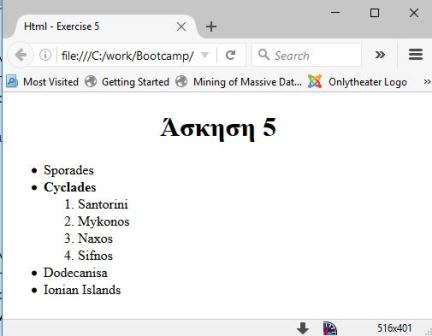 Html - Exercise 5
file:///C:/work/Bootcamp/
Search
Most Visited Getting Started Mining of Massive Dat... Onlytheater Logo
Άσκηση 5
Sporades
Cyclades
1. Santorini
2. Mykonos
3. Naxos
4. Sifnos
Dodecanisa
Ionian Islands
516x401